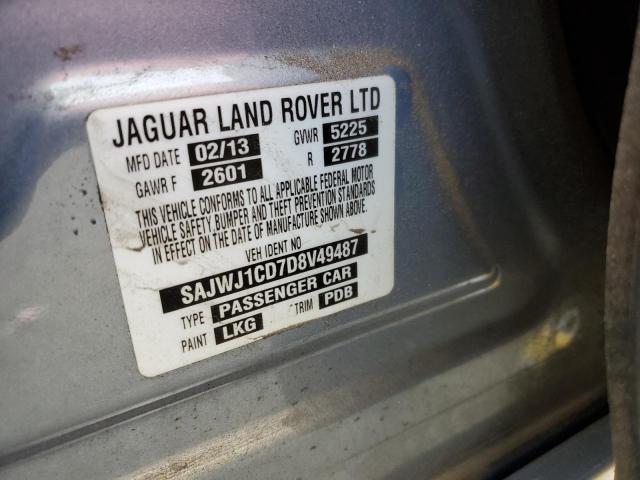 JAGUAR LAND ROVER LTD
MFD DATE 02/13 GVWR 5225
GAWR F 2601 R 2778
THIS VEHICLE CONFORMS TO ALL APPLICABLE FEDERAL MOTOR
VEHICLE SAFETY, BUMPER AND THEFT PREVENTION STANDARDS
IN EFFECT ON THE DATE OF MANUFACTURE SHOWN ABOVE.
VEH IDENT NO
SAJWJ1CD7D8V49487
TYPE PASSENGER CAR
PAINT LKG TRIM PDB